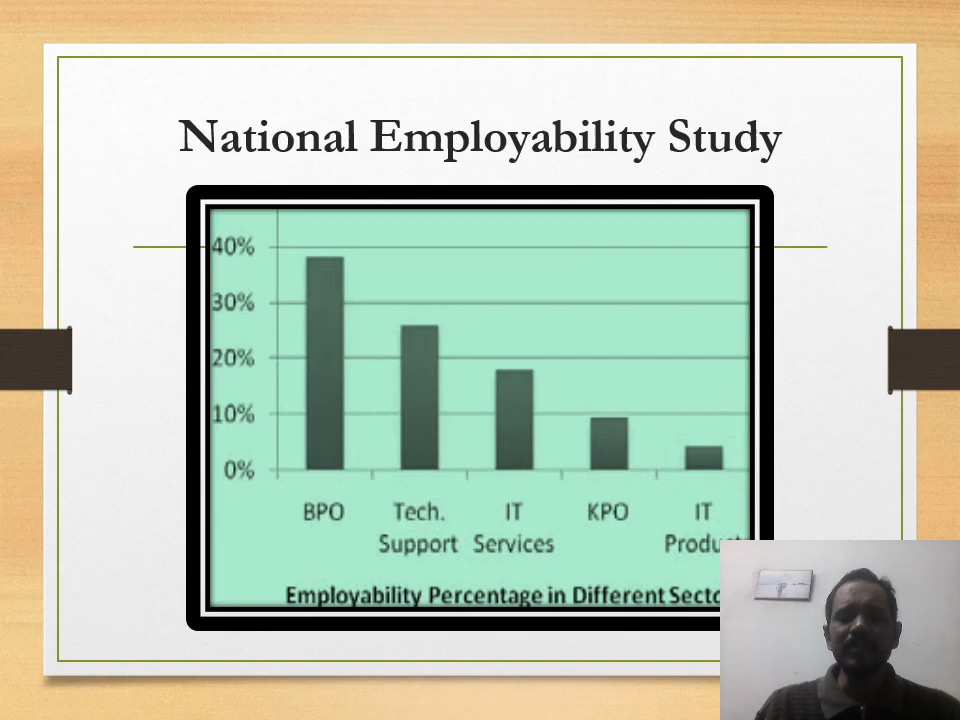 National Employability Study
40%
30%
20%
10%
0%
BPO Tech. IT KPO IT
Support Services
Employability Percentage in Different